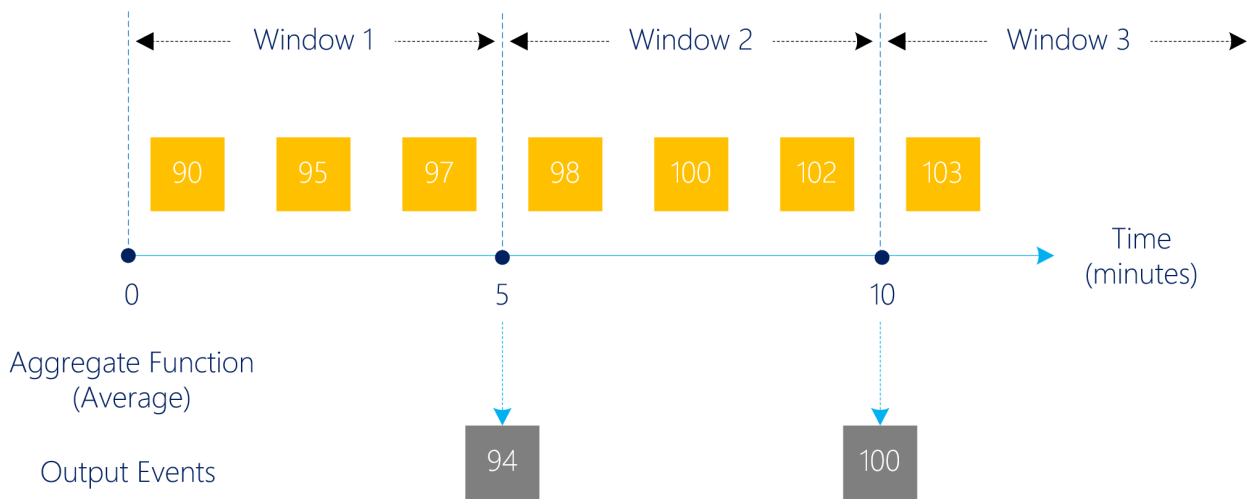 Window 1
Window 2
Window 3
90
95
97
98
100
102
103
Time
(minutes)
0
5
10
Aggregate Function
(Average)
Output Events
94
100